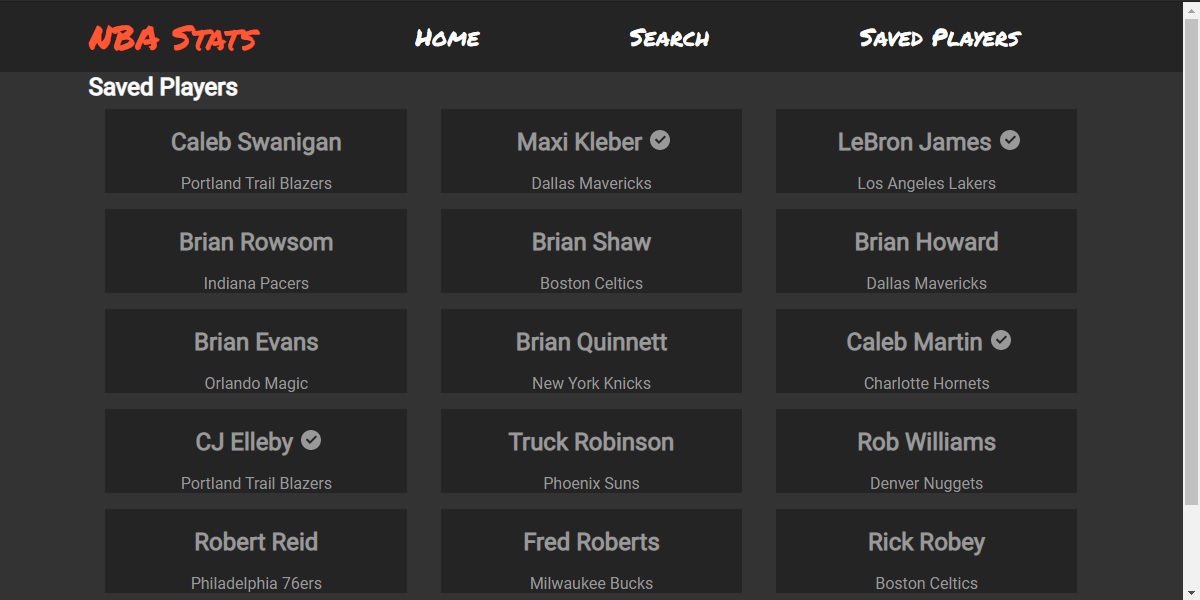 NBA Stats Home Search Saved Players
Saved Players
Caleb Swanigan Maxi Kleber LeBron James
Portland Trail Blazers Dallas Mavericks Los Angeles Lakers
Brian Rowsom Brian Shaw Brian Howard
Indiana Pacers Boston Celtics Dallas Mavericks
Brian Evans Brian Quinnett Caleb Martin
Orlando Magic New York Knicks Charlotte Hornets
CJ Elleby Truck Robinson Rob Williams
Portland Trail Blazers Phoenix Suns Denver Nuggets
Robert Reid Fred Roberts Rick Robey
Philadelphia 76ers Milwaukee Bucks Boston Celtics